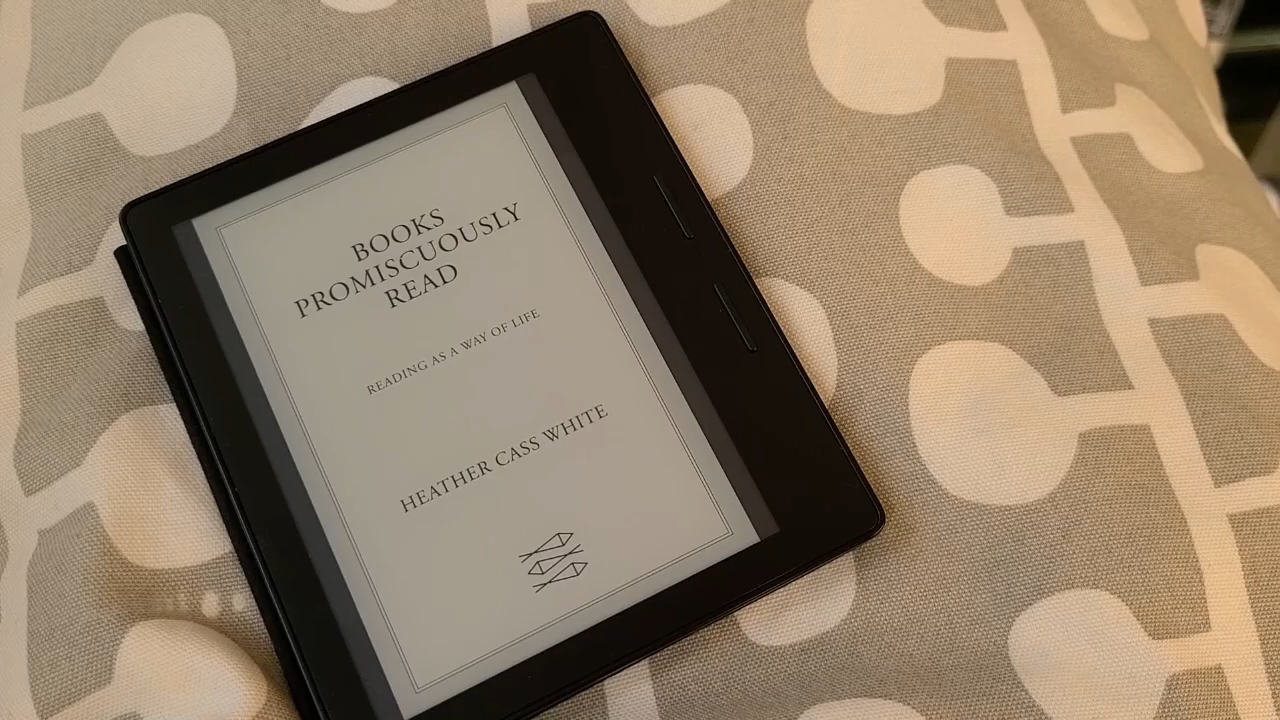 BOOKS
PROMISCUOUSLY
READ
READING AS A WAY OF LIFE
HEATHER CASS WHITE